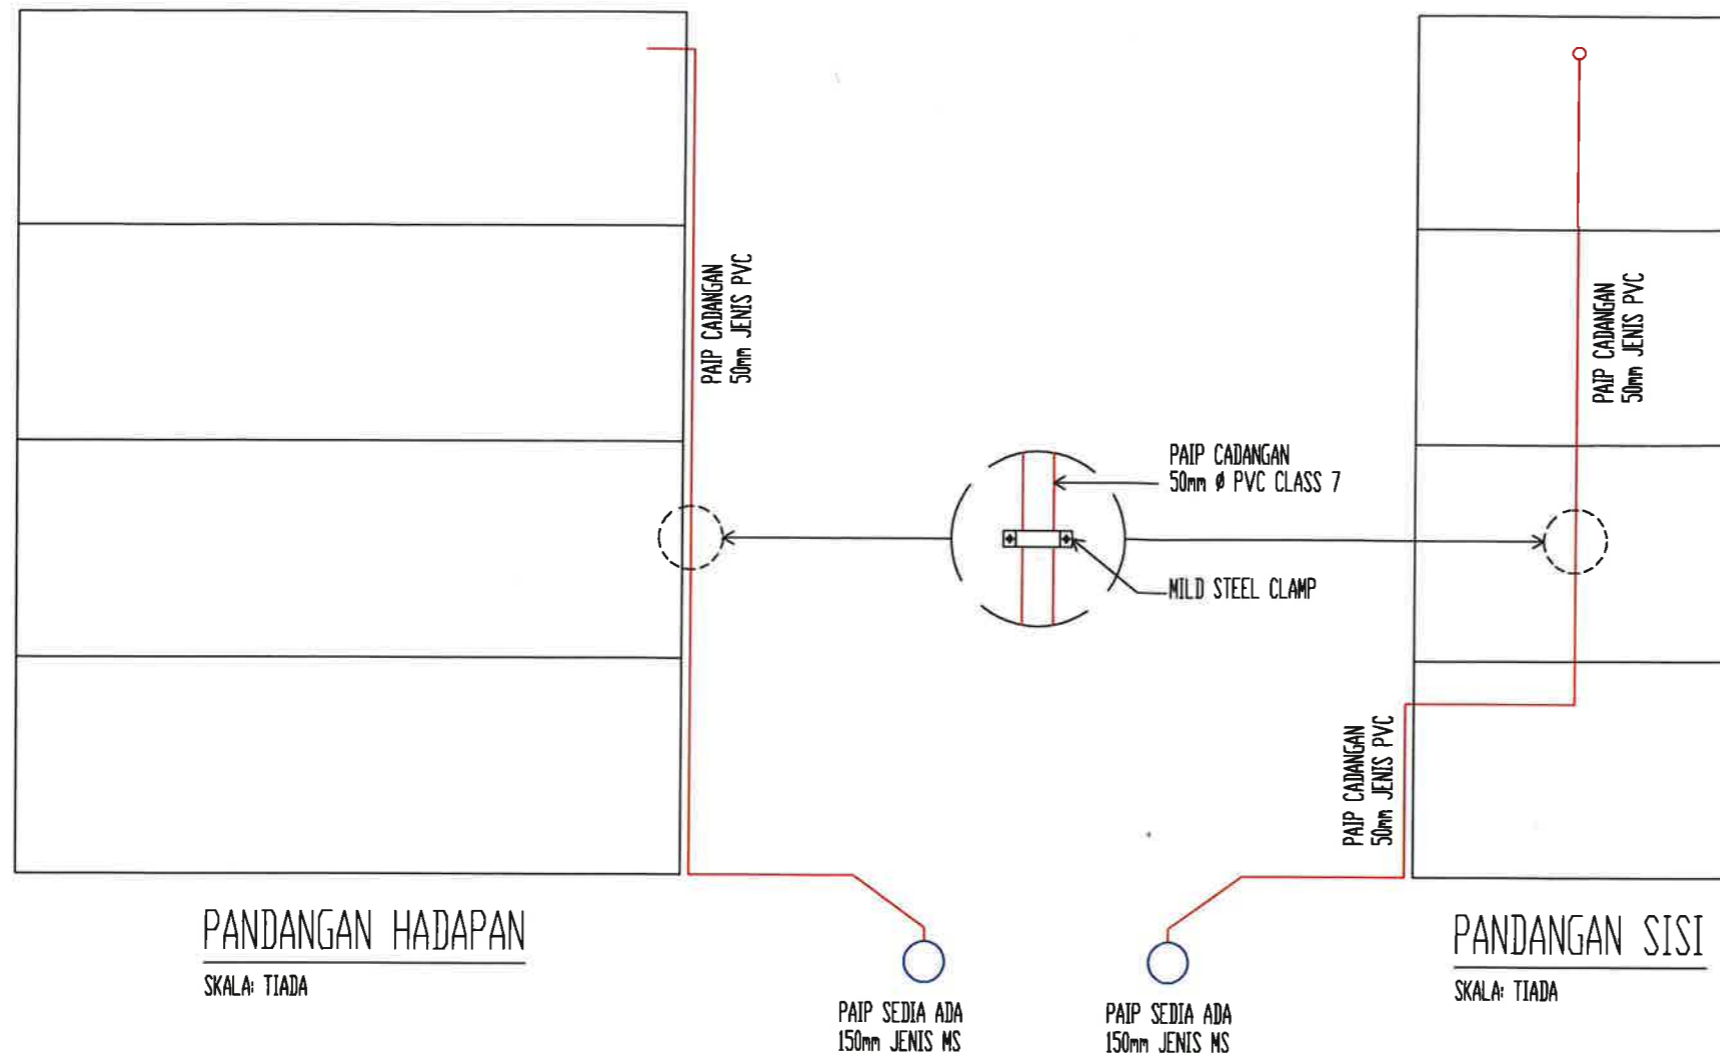 PAIP CADANGAN
50mm JENIS PVC
PAIP CADANGAN
50mm Ø PVC CLASS 7
MILD STEEL CLAMP
PAIP CADANGAN
50mm JENIS PVC
PAIP CADANGAN
50mm JENIS PVC
PANDANGAN HADAPAN
SKALA: TIADA
PAIP SEDIA ADA
150mm JENIS MS
PAIP SEDIA ADA
150mm JENIS MS
PANDANGAN SISI
SKALA: TIADA